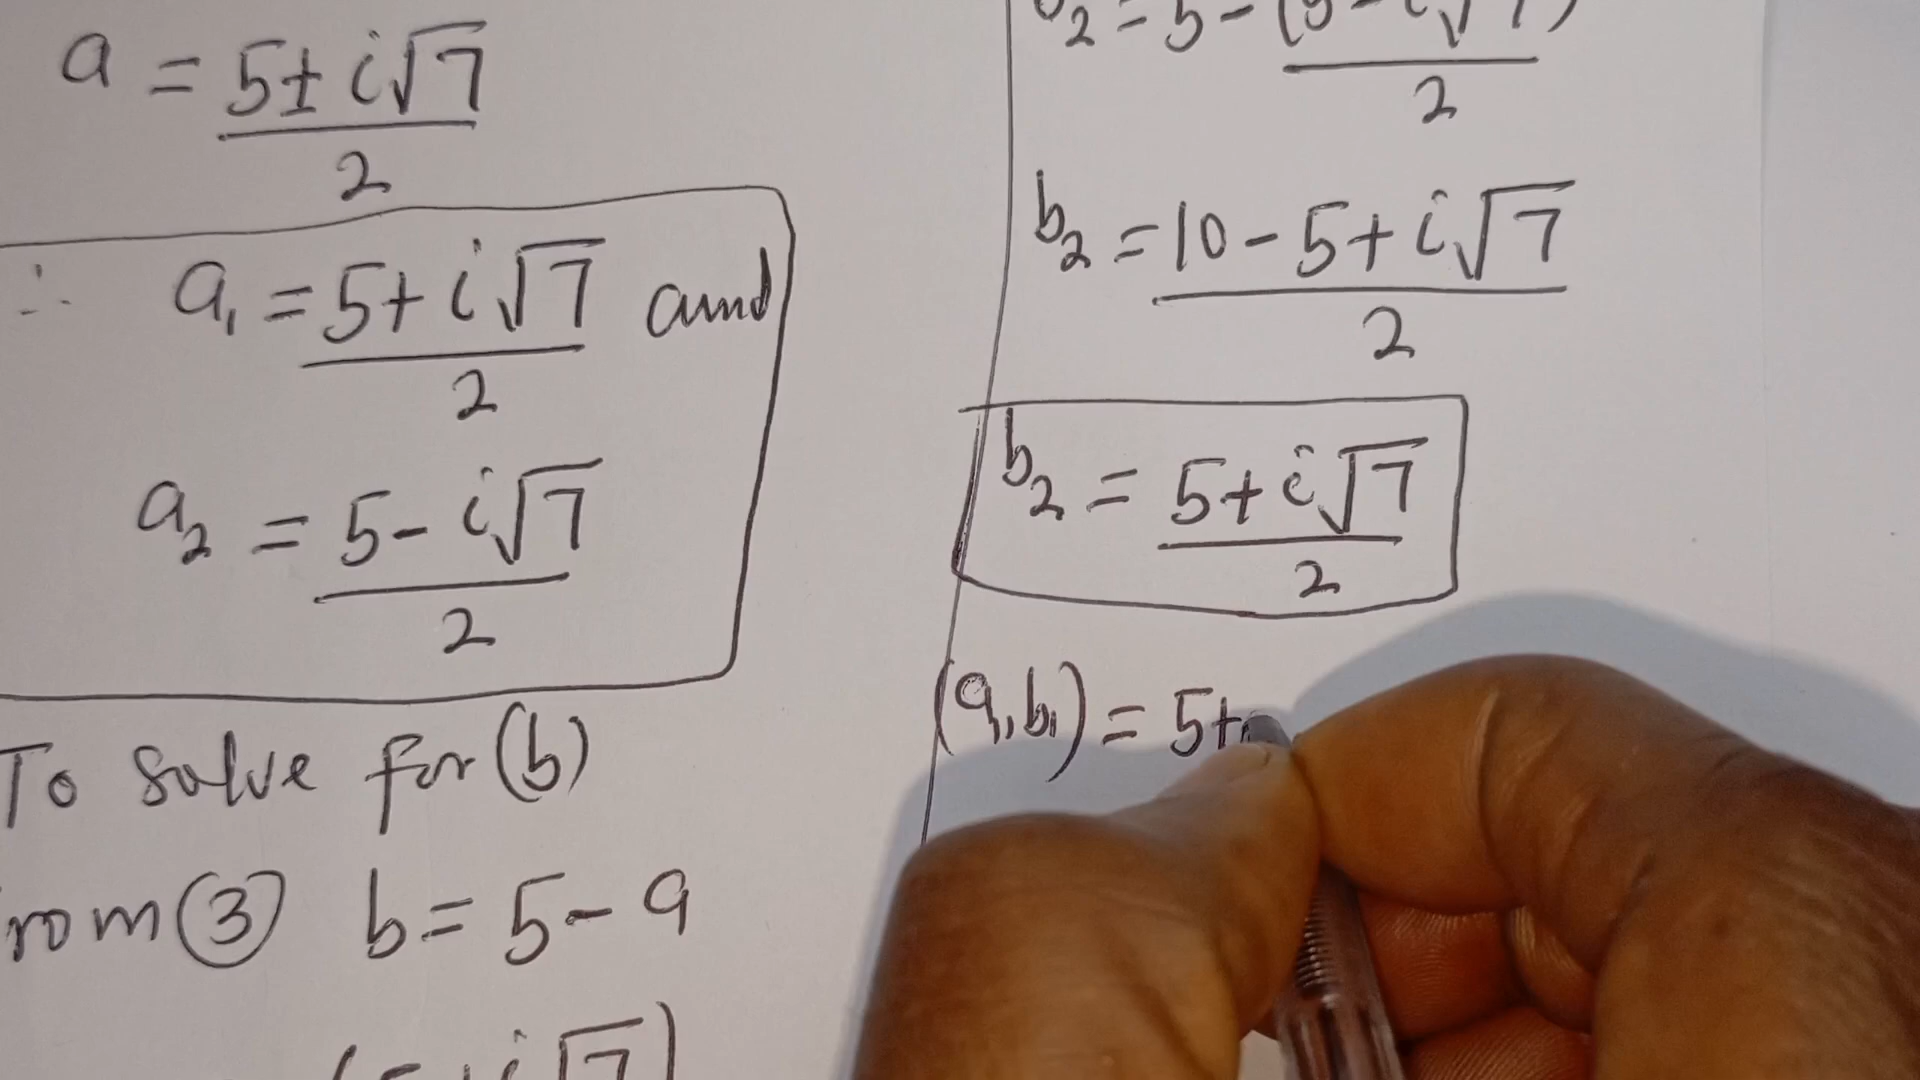 a = 5± i√7
2
∴ a₁ = 5+ i√7 and
2
a₂ = 5- i√7
2
To solve for (b)
rom ③ b = 5 - a
2
b₂ = 10 - 5 + i√7
2
b₂ = 5+ i√7
2
(a₁, b₁) = 5+